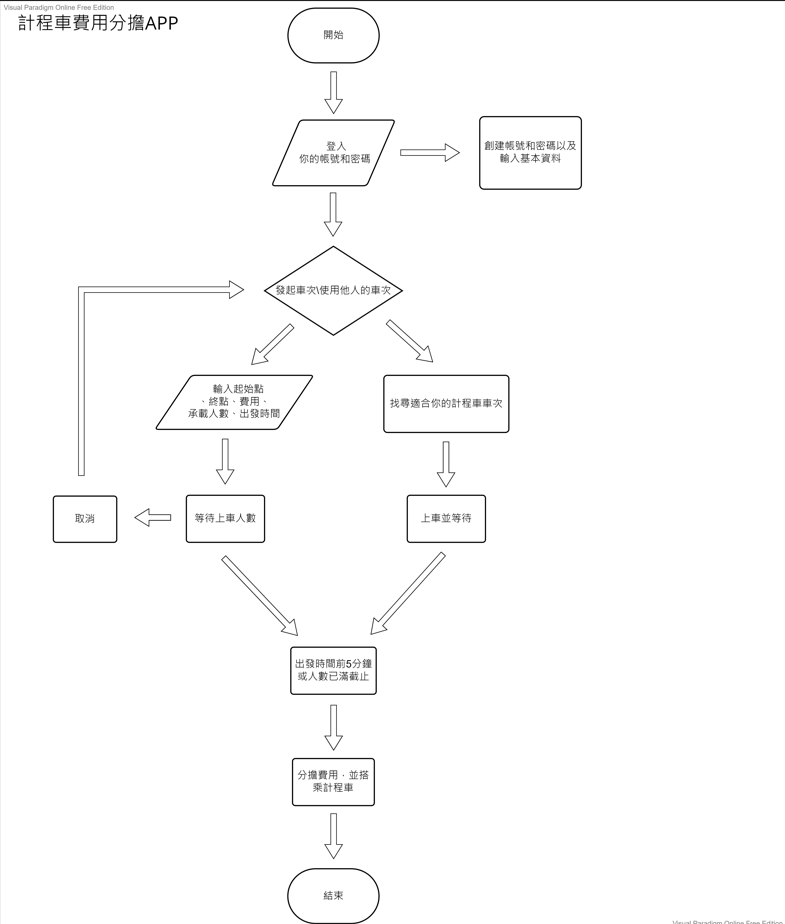 Visual Paradigm Online Free Edition
計程車費用分擔APP
開始
登入
你的帳號和密碼
創建帳號和密碼以及
輸入基本資料
發起車次\使用他人的車次
輸入起始點
、終點、費用、
承載人數、出發時間
找尋適合你的計程車車次
取消
等待上車人數
上車並等待
出發時間前5分鐘
或人數已滿截止
分擔費用，並搭
乘計程車
結束
Visual Paradigm Online Free Edition